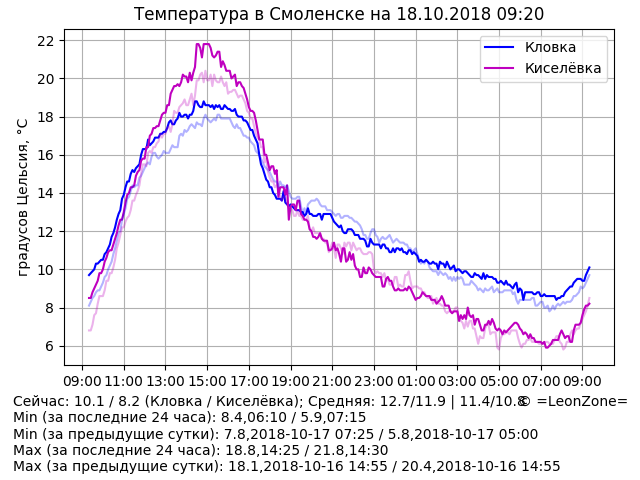 Температура в Смоленске на 18.10.2018 09:20
градусов Цельсия, °C
22
20
18
16
14
12
10
8
6
Кловка
Киселёвка
09:00 11:00 13:00 15:00 17:00 19:00 21:00 23:00 01:00 03:00 05:00 07:00 09:00
Сейчас: 10.1 / 8.2 (Кловка / Киселёвка); Средняя: 12.7/11.9 | 11.4/10.8 © =LeonZone=
Min (за последние 24 часа): 8.4,06:10 / 5.9,07:15
Min (за предыдущие сутки): 7.8,2018-10-17 07:25 / 5.8,2018-10-17 05:00
Max (за последние 24 часа): 18.8,14:25 / 21.8,14:30
Max (за предыдущие сутки): 18.1,2018-10-16 14:55 / 20.4,2018-10-16 14:55